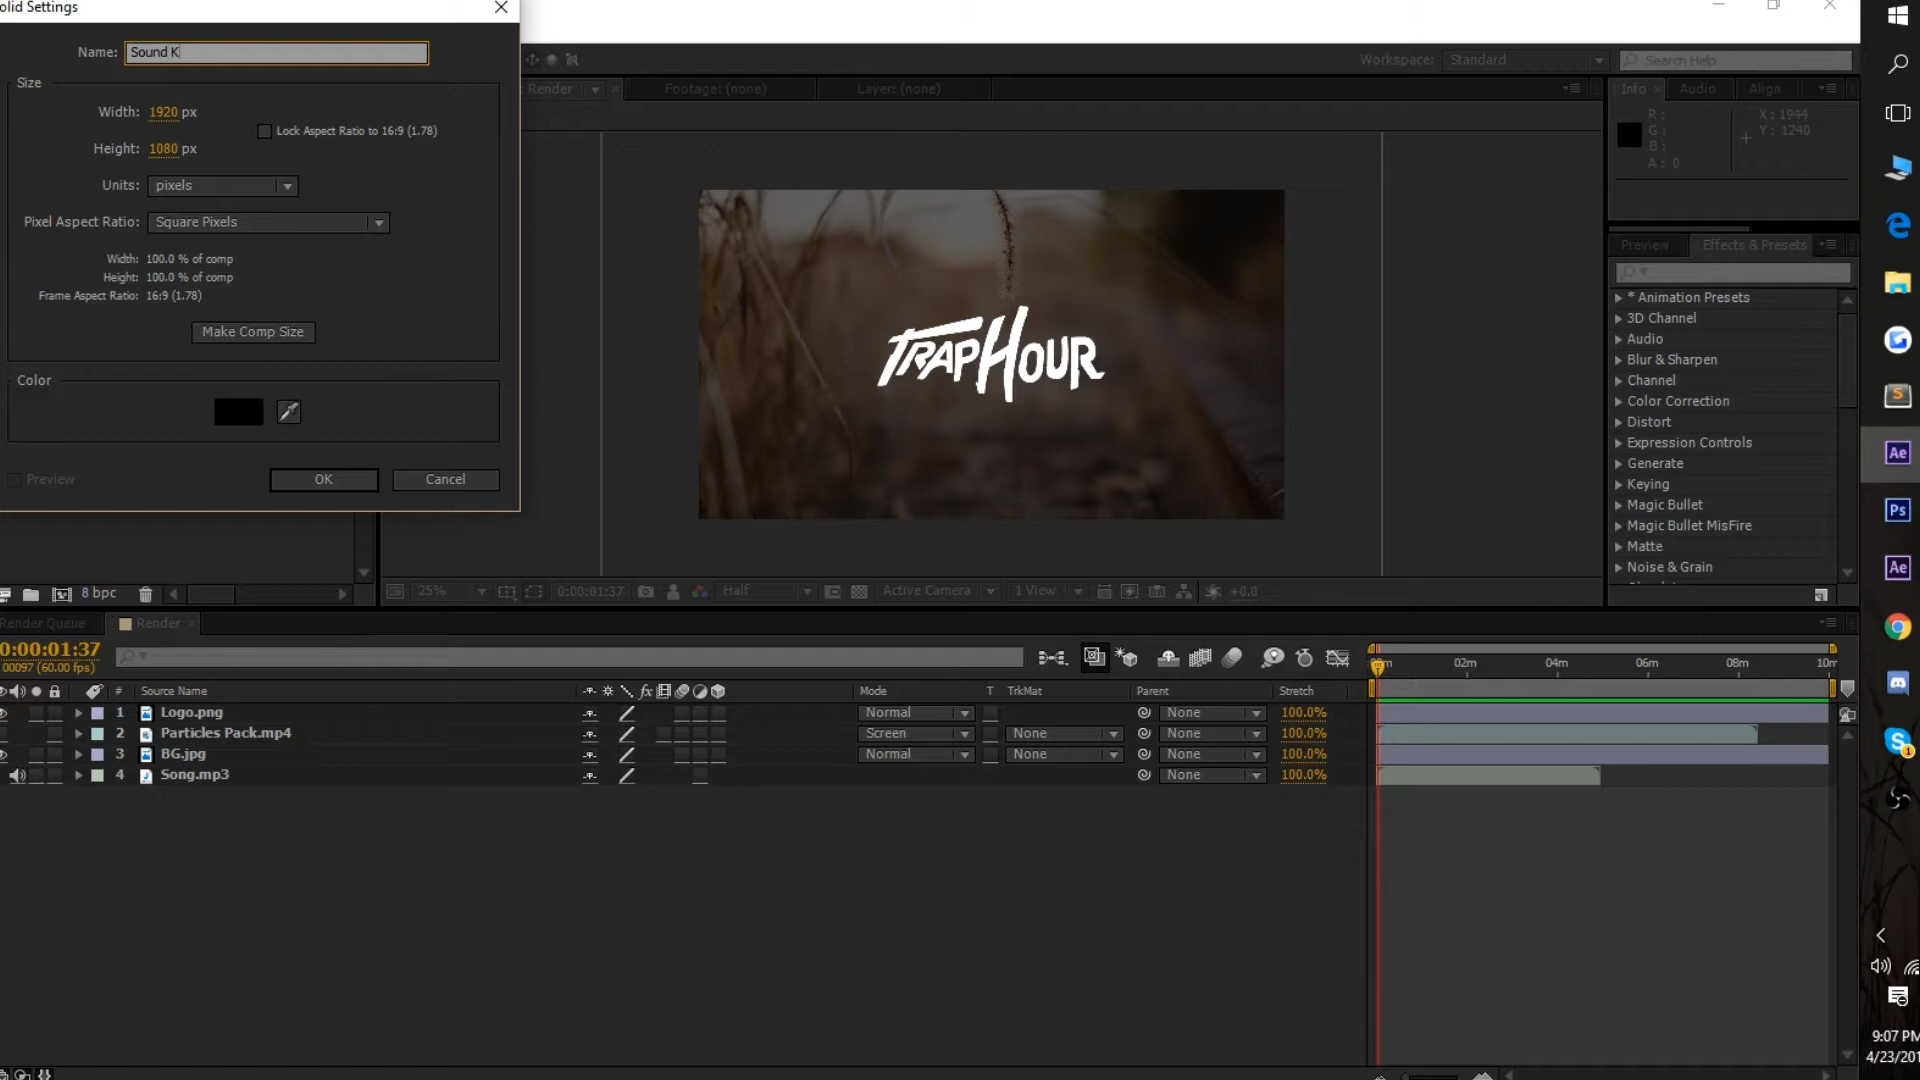 olid Settings
Name: Sound K
Size
Width: 1920 px
Lock Aspect Ratio to 16:9 (1.78)
Height: 1080 px
Units: pixels
Pixel Aspect Ratio: Square Pixels
Width: 100.0 % of comp
Height: 100.0 % of comp
Frame Aspect Ratio: 16:9 (1.78)
Make Comp Size
Color
Preview OK Cancel
8 bpc
Workspace: Standard Search Help
Render Footage: (none) Layer: (none)
TRAPHOUR
25% 0:00:01:37 Half Active Camera 1 View +0.0
Info Audio Align
R : X : 1944
G : Y : 1240
B :
A : 0
Preview Effects & Presets
* Animation Presets
3D Channel
Audio
Blur & Sharpen
Channel
Color Correction
Distort
Expression Controls
Generate
Keying
Magic Bullet
Magic Bullet MisFire
Matte
Noise & Grain
Render Queue Render
0:00:01:37
00097 (60.00 fps)
02m 04m 06m 08m 10m
# Source Name Mode T TrkMat Parent Stretch
1 Logo.png Normal None 100.0%
2 Particles Pack.mp4 Screen None None 100.0%
3 BG.jpg Normal None None 100.0%
4 Song.mp3 None 100.0%
S
Ae
Ps
Ae
S 1
9:07 PM
4/23/201